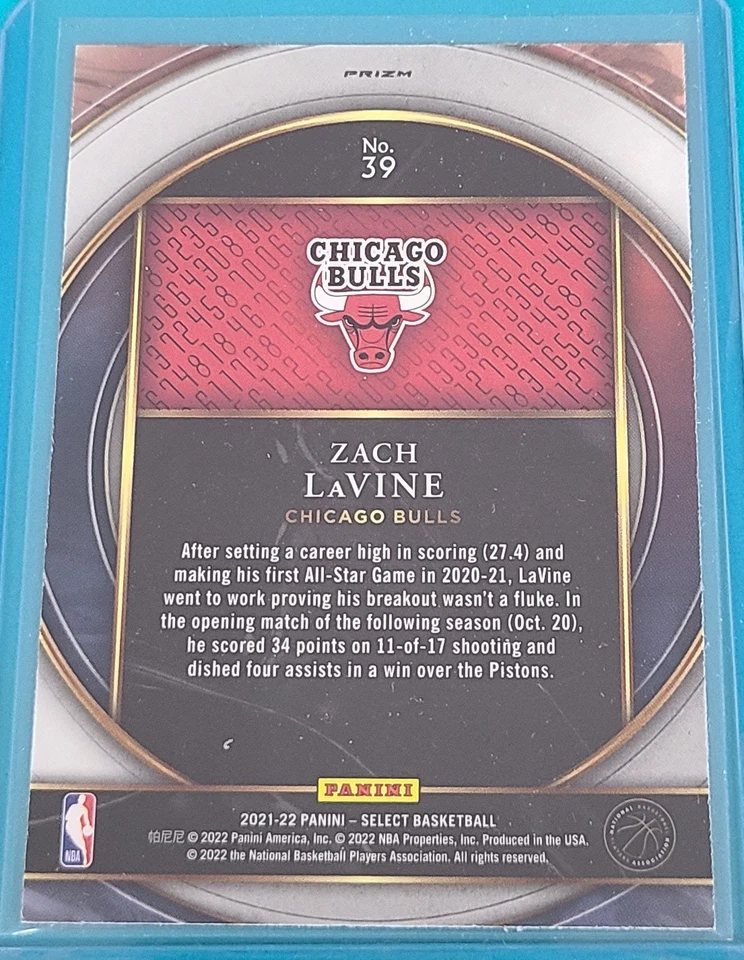 PRIZM
No.
39
CHICAGO
BULLS
ZACH
LaVINE
CHICAGO BULLS
After setting a career high in scoring (27.4) and
making his first All-Star Game in 2020-21, LaVine
went to work proving his breakout wasn't a fluke. In
the opening match of the following season (Oct. 20),
he scored 34 points on 11-of-17 shooting and
dished four assists in a win over the Pistons.
PANINI
2021-22 PANINI – SELECT BASKETBALL
帕尼尼 © 2022 Panini America, Inc. © 2022 NBA Properties, Inc. Produced in the USA.
© 2022 the National Basketball Players Association. All rights reserved.
NBA
NATIONAL BASKETBALL
PLAYERS ASSOCIATION